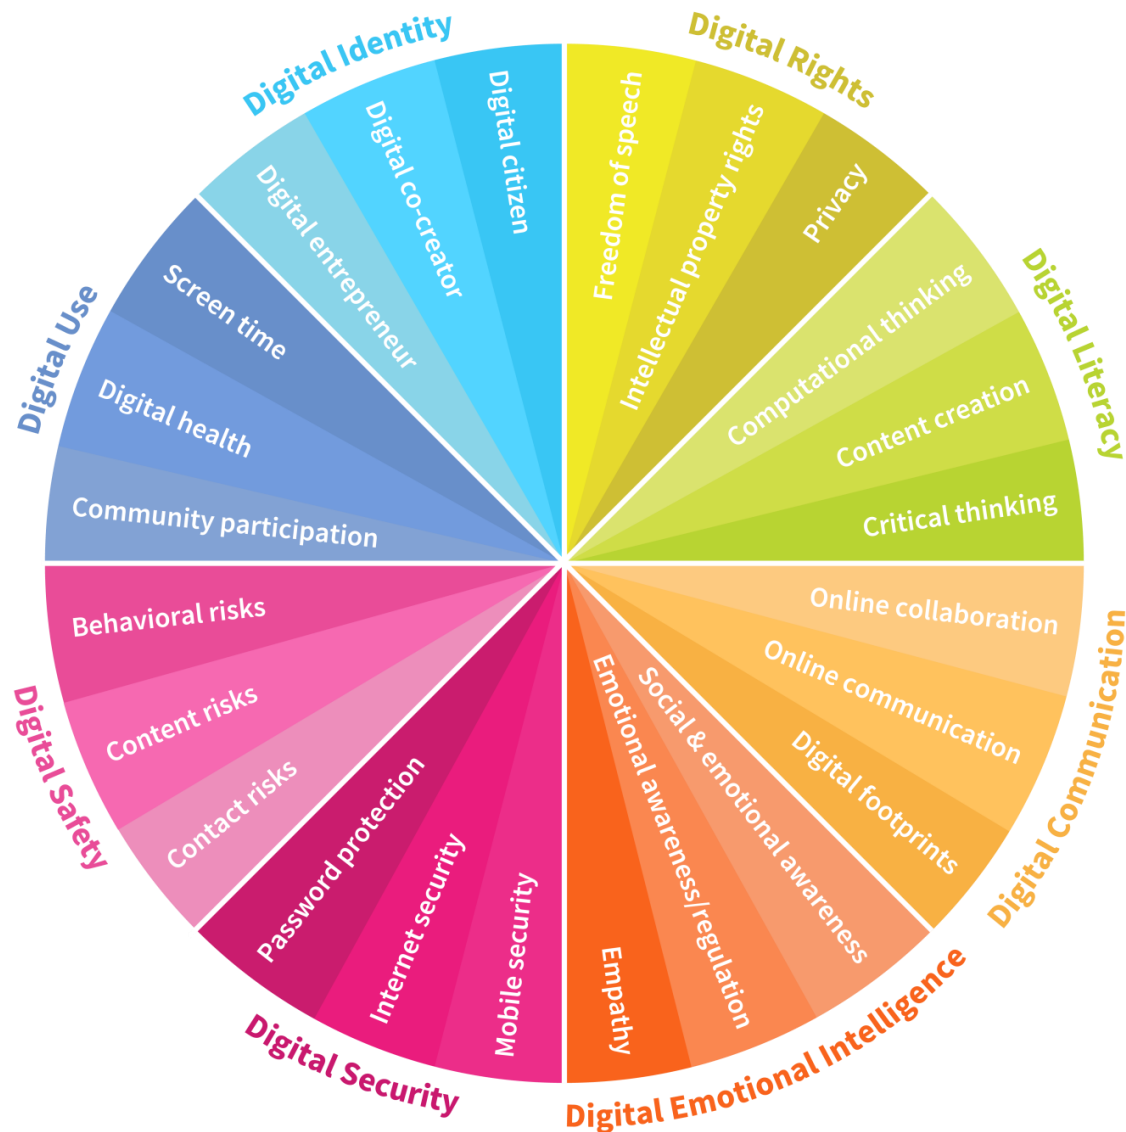 Digital Rights
Freedom of speech
Intellectual property rights
Privacy
Digital Literacy
Computational thinking
Content creation
Critical thinking
Digital Communication
Online collaboration
Online communication
Digital footprints
Digital Emotional Intelligence
Social & emotional awareness
Emotional awareness/regulation
Empathy
Digital Security
Mobile security
Internet security
Password protection
Digital Safety
Contact risks
Content risks
Behavioral risks
Digital Use
Community participation
Digital health
Screen time
Digital Identity
Digital entrepreneur
Digital co-creator
Digital citizen